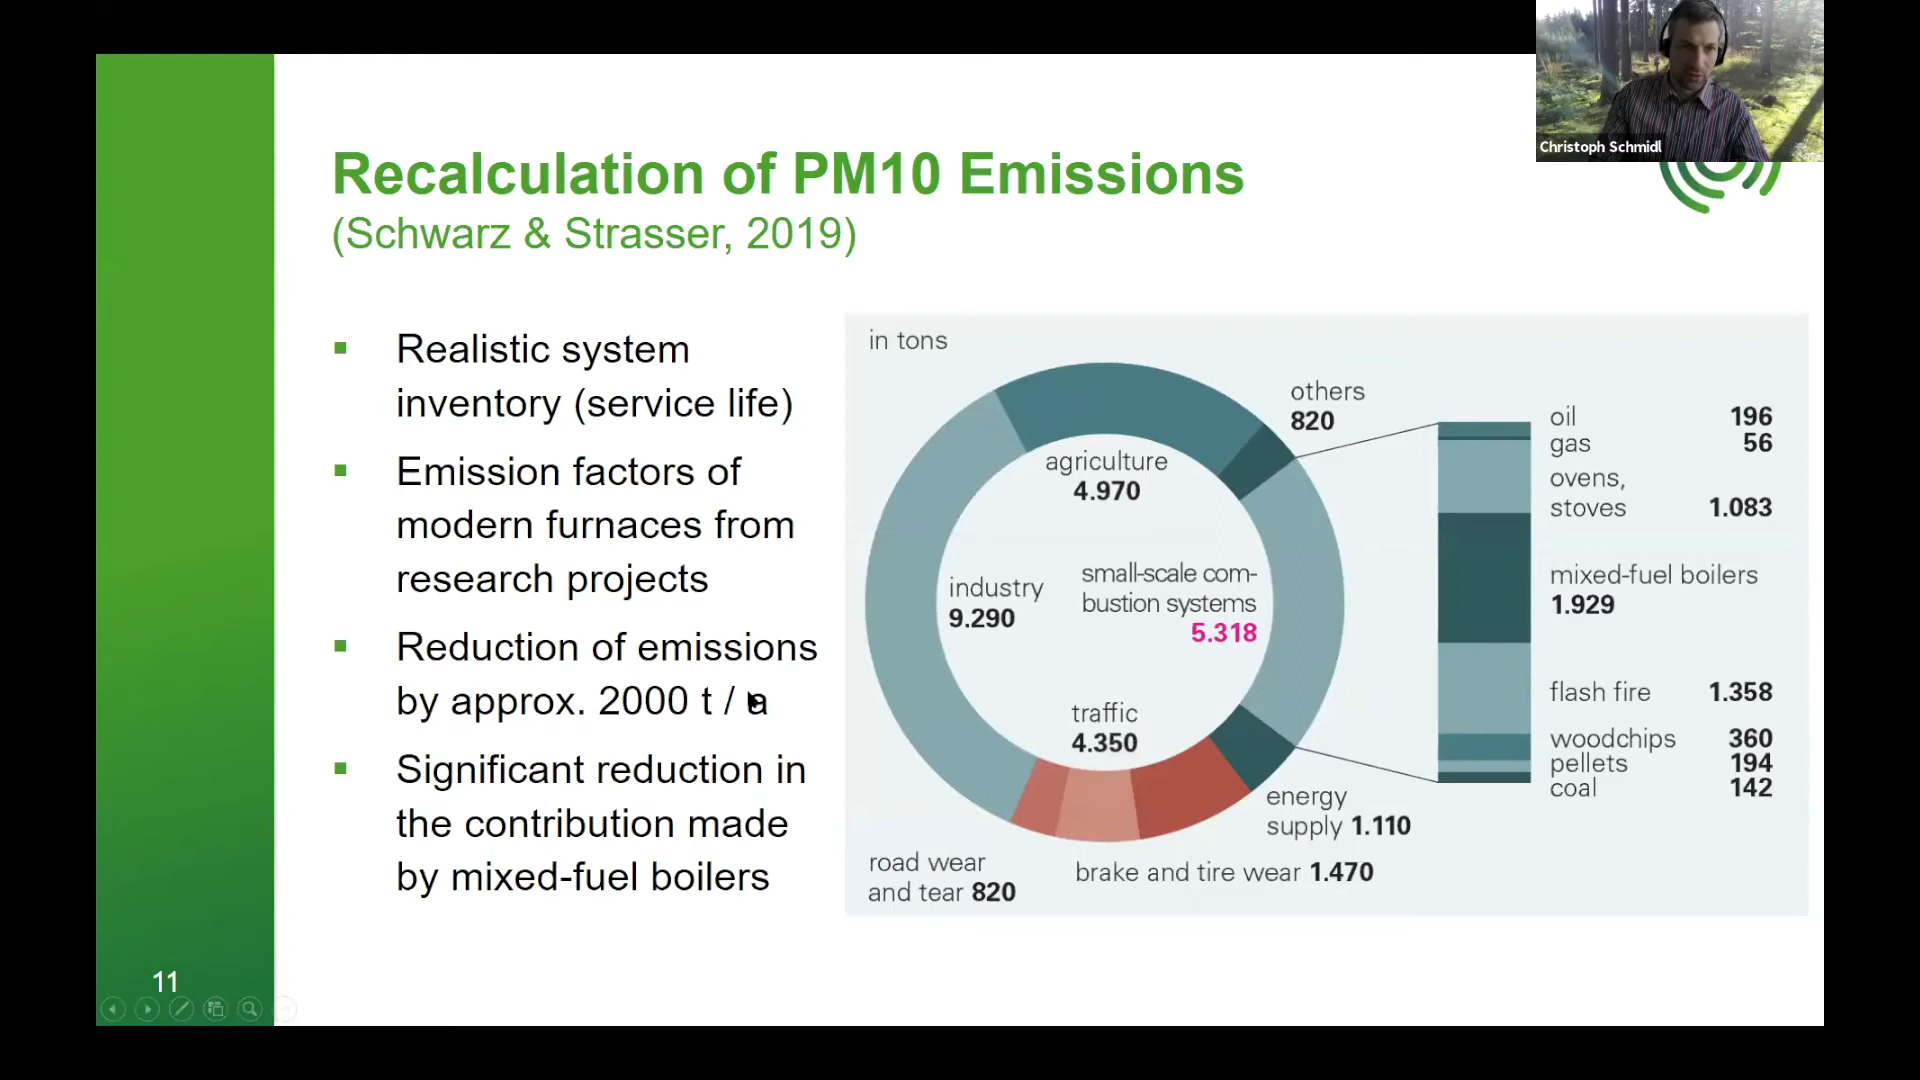 Christoph Schmidl
Recalculation of PM10 Emissions
(Schwarz & Strasser, 2019)
Realistic system
inventory (service life)
Emission factors of
modern furnaces from
research projects
Reduction of emissions
by approx. 2000 t / a
Significant reduction in
the contribution made
by mixed-fuel boilers
in tons
others
820
agriculture
4.970
industry
9.290
small-scale com-
bustion systems
5.318
traffic
4.350
energy
supply 1.110
road wear
and tear 820
brake and tire wear 1.470
oil 196
gas 56
ovens,
stoves 1.083
mixed-fuel boilers
1.929
flash fire 1.358
woodchips 360
pellets 194
coal 142
11